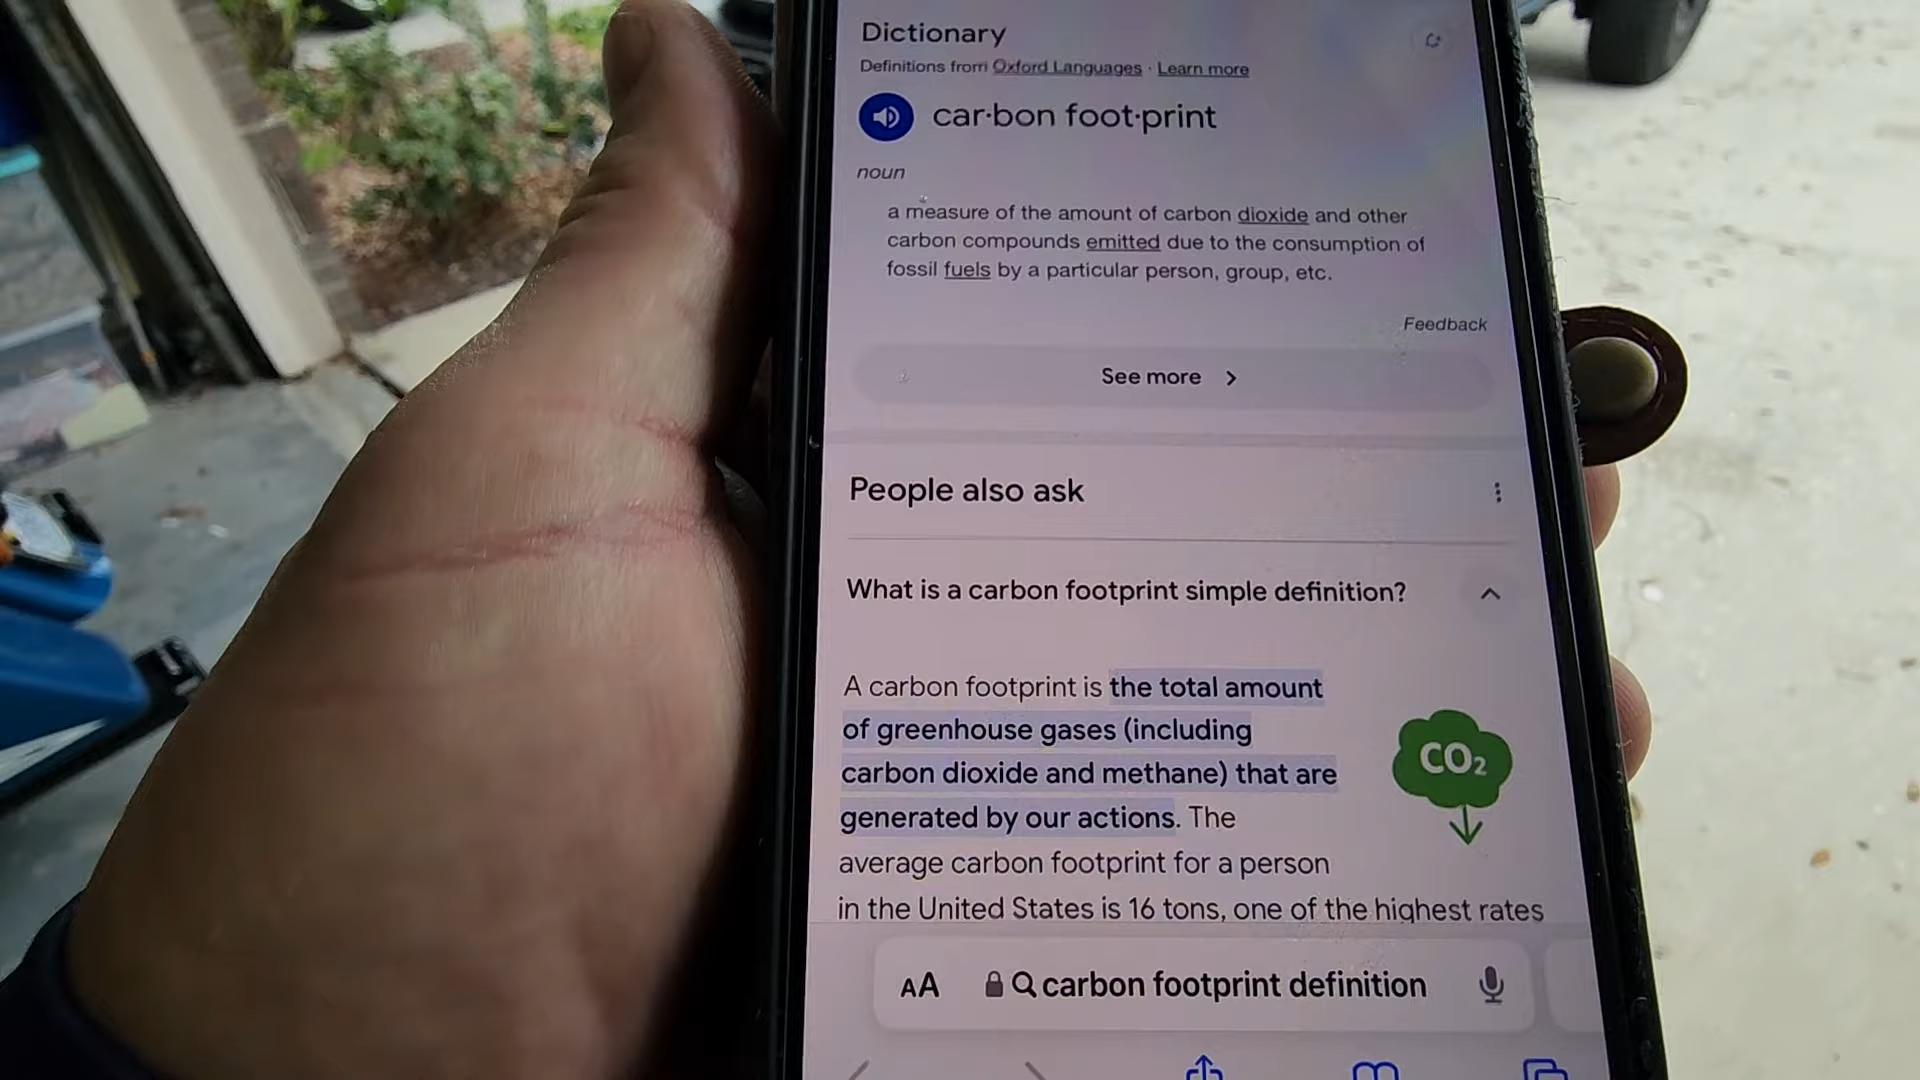 Dictionary
Definitions from Oxford Languages · Learn more
car·bon foot·print
noun
a measure of the amount of carbon dioxide and other
carbon compounds emitted due to the consumption of
fossil fuels by a particular person, group, etc.
Feedback
See more
People also ask
What is a carbon footprint simple definition?
A carbon footprint is the total amount
of greenhouse gases (including
carbon dioxide and methane) that are
generated by our actions. The
average carbon footprint for a person
in the United States is 16 tons, one of the highest rates
CO₂
AA carbon footprint definition